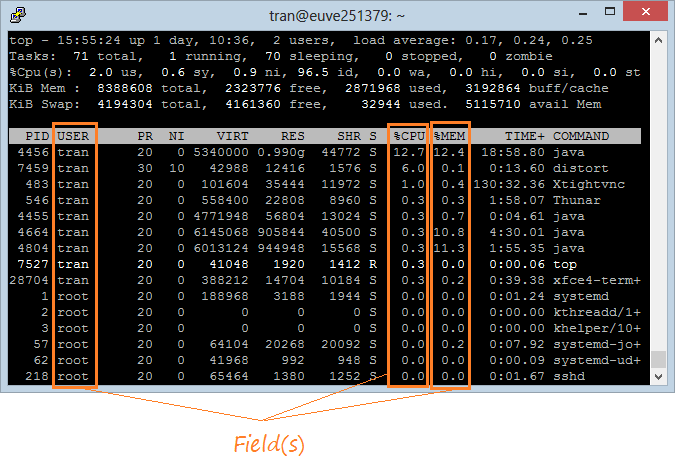 tran@euve251379: ~
top - 15:55:24 up 1 day, 10:36, 2 users, load average: 0.17, 0.24, 0.25
Tasks: 71 total, 1 running, 70 sleeping, 0 stopped, 0 zombie
%Cpu(s): 2.0 us, 0.6 sy, 0.9 ni, 96.5 id, 0.0 wa, 0.0 hi, 0.0 si, 0.0 st
KiB Mem : 8388608 total, 2323776 free, 2871968 used, 3192864 buff/cache
KiB Swap: 4194304 total, 4161360 free, 32944 used. 5115710 avail Mem
PID USER PR NI VIRT RES SHR S %CPU %MEM TIME+ COMMAND
4456 tran 20 0 5340000 0.990g 44772 S 12.7 12.4 18:58.80 java
7459 tran 30 10 42988 12416 1576 S 6.0 0.1 0:13.60 distort
483 tran 20 0 101604 35444 11972 S 1.0 0.4 130:32.36 Xtightvnc
546 tran 20 0 558400 22808 8960 S 0.3 0.3 1:58.07 Thunar
4455 tran 20 0 4771948 56804 13024 S 0.3 0.7 0:04.61 java
4664 tran 20 0 6145068 905844 40500 S 0.3 10.8 4:30.01 java
4804 tran 20 0 6013124 944948 15568 S 0.3 11.3 1:55.35 java
7527 tran 20 0 41048 1920 1412 R 0.3 0.0 0:00.06 top
28704 tran 20 0 388212 14704 10184 S 0.3 0.2 0:39.38 xfce4-term+
1 root 20 0 188968 3188 1944 S 0.0 0.0 0:01.24 systemd
2 root 20 0 0 0 0 S 0.0 0.0 0:00.00 kthreadd/1+
3 root 20 0 0 0 0 S 0.0 0.0 0:00.00 khelper/10+
57 root 20 0 64104 20268 20092 S 0.0 0.2 0:07.92 systemd-jo+
62 root 20 0 41968 992 948 S 0.0 0.0 0:00.09 systemd-ud+
218 root 20 0 65464 1380 1252 S 0.0 0.0 0:01.67 sshd
Field(s)